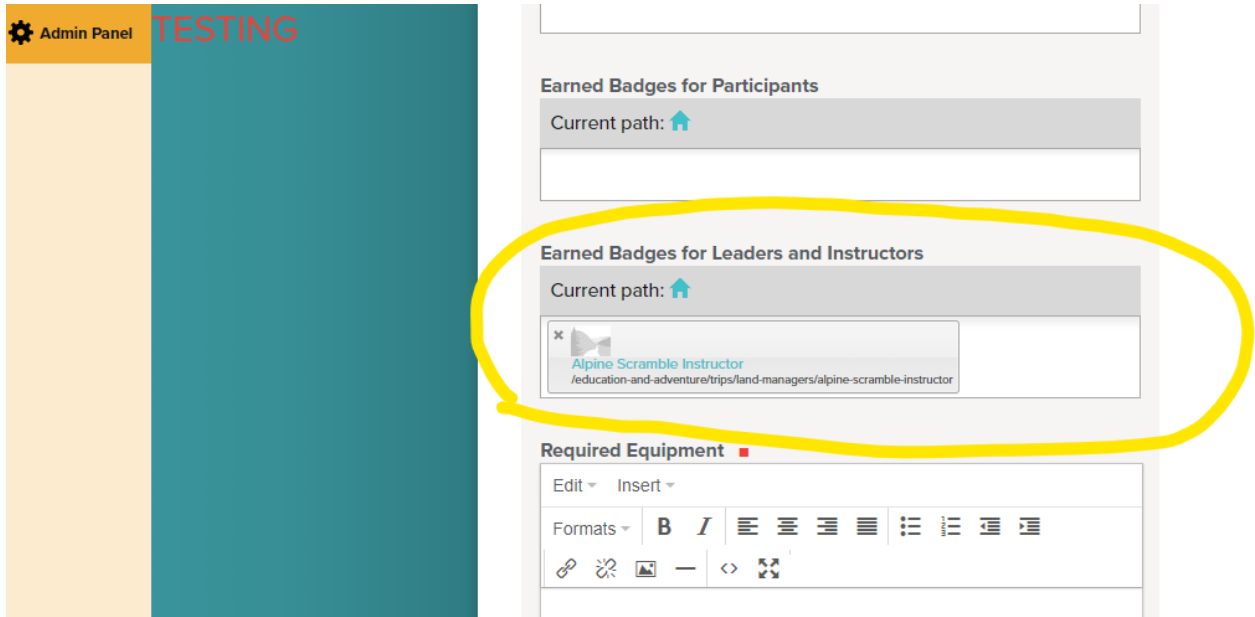 Admin Panel
TESTING
Earned Badges for Participants
Current path:
Earned Badges for Leaders and Instructors
Current path:
Alpine Scramble Instructor
/education-and-adventure/trips/land-managers/alpine-scramble-instructor
Required Equipment
Edit Insert
Formats B I